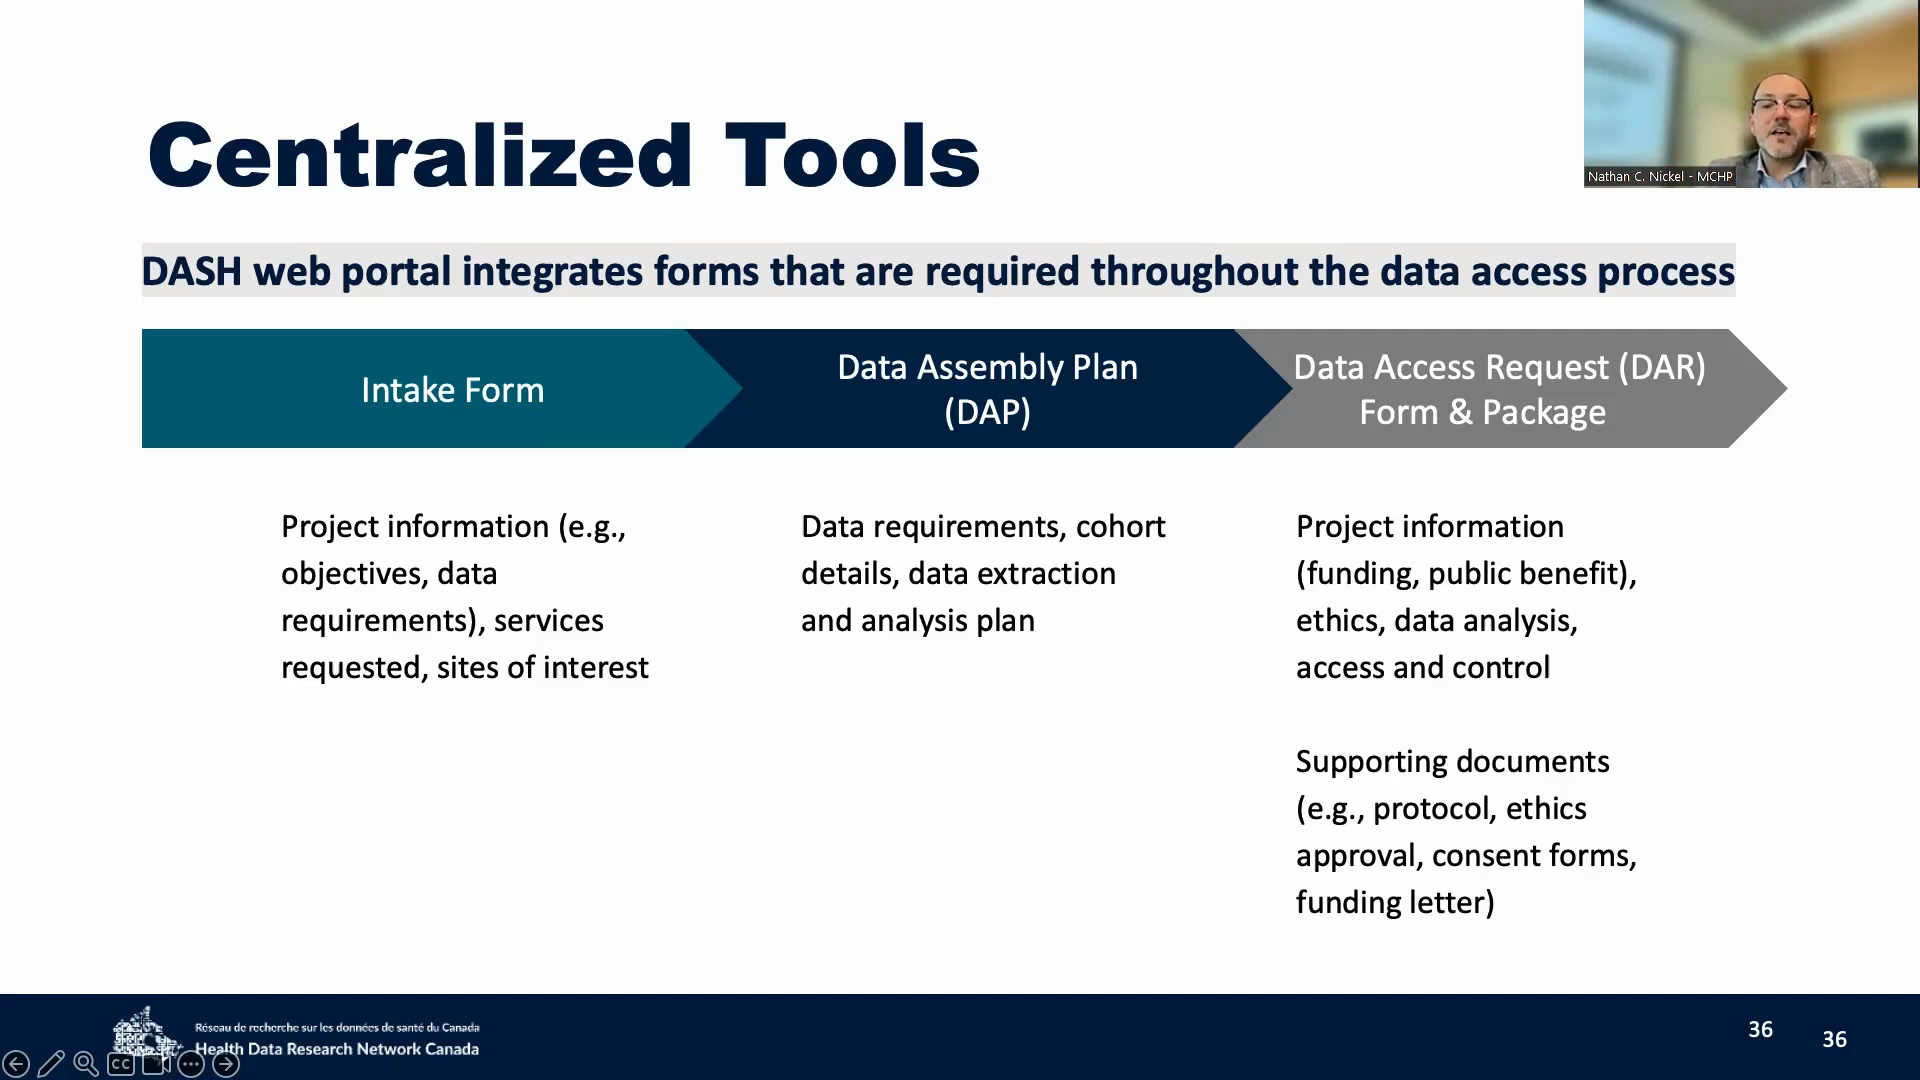 Centralized Tools
Nathan C. Nickel - MCHP
DASH web portal integrates forms that are required throughout the data access process
Intake Form
Data Assembly Plan
(DAP)
Data Access Request (DAR)
Form & Package
Project information (e.g.,
objectives, data
requirements), services
requested, sites of interest
Data requirements, cohort
details, data extraction
and analysis plan
Project information
(funding, public benefit),
ethics, data analysis,
access and control
Supporting documents
(e.g., protocol, ethics
approval, consent forms,
funding letter)
Réseau de recherche sur les données de santé du Canada
Health Data Research Network Canada
CC
36
36